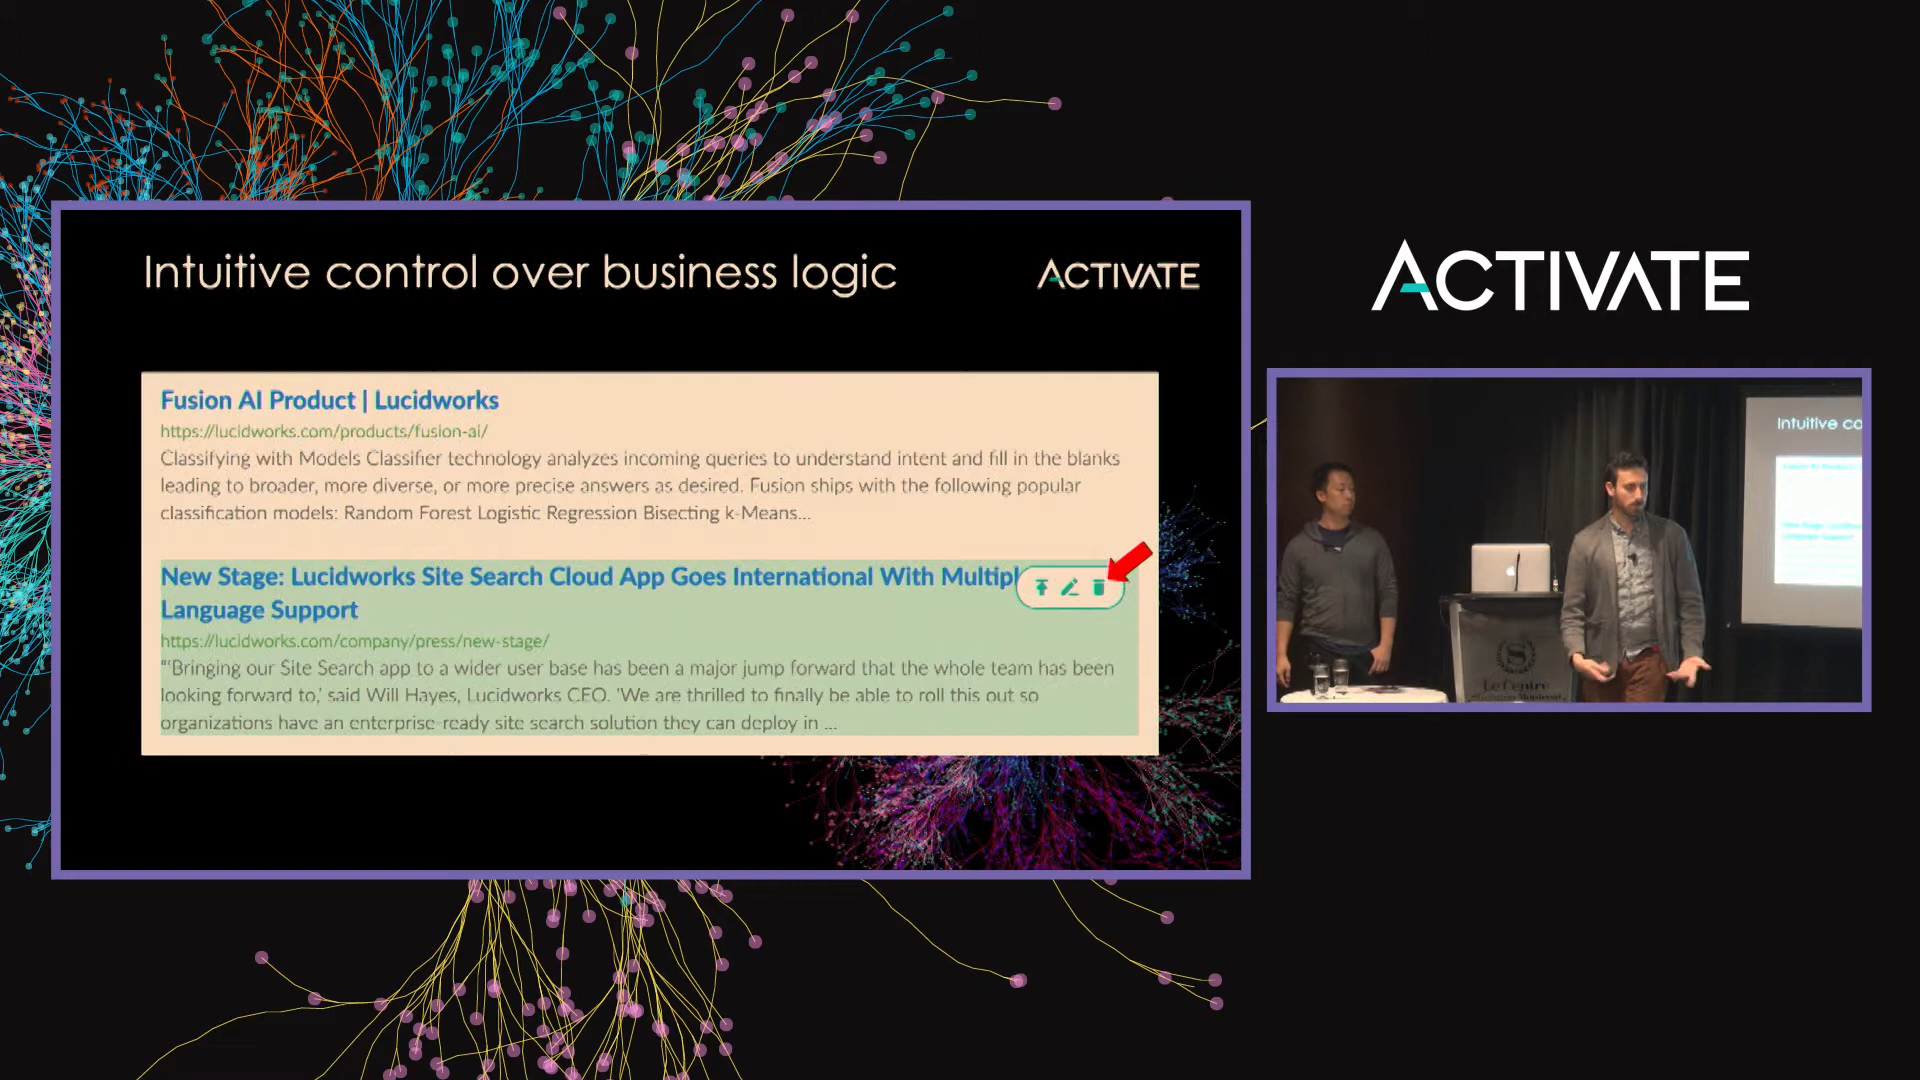 Intuitive control over business logic
ACTIVATE
Fusion AI Product | Lucidworks
https://lucidworks.com/products/fusion-ai/
Classifying with Models Classifier technology analyzes incoming queries to understand intent and fill in the blanks
leading to broader, more diverse, or more precise answers as desired. Fusion ships with the following popular
classification models: Random Forest Logistic Regression Bisecting k-Means...
New Stage: Lucidworks Site Search Cloud App Goes International With Multipl
Language Support
https://lucidworks.com/company/press/new-stage/
"'Bringing our Site Search app to a wider user base has been a major jump forward that the whole team has been
looking forward to,' said Will Hayes, Lucidworks CEO. 'We are thrilled to finally be able to roll this out so
organizations have an enterprise-ready site search solution they can deploy in ...
ACTIVATE
Intuitive co
Le Centre